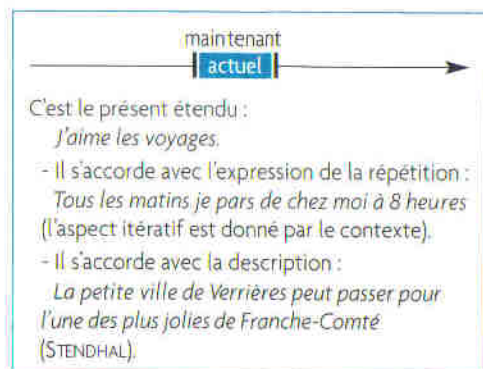 maintenant
actuel
C'est le présent étendu :
J'aime les voyages.
- Il s'accorde avec l'expression de la répétition :
Tous les matins je pars de chez moi à 8 heures
(l'aspect itératif est donné par le contexte).
- Il s'accorde avec la description :
La petite ville de Verrières peut passer pour
l'une des plus jolies de Franche-Comté
(STENDHAL).